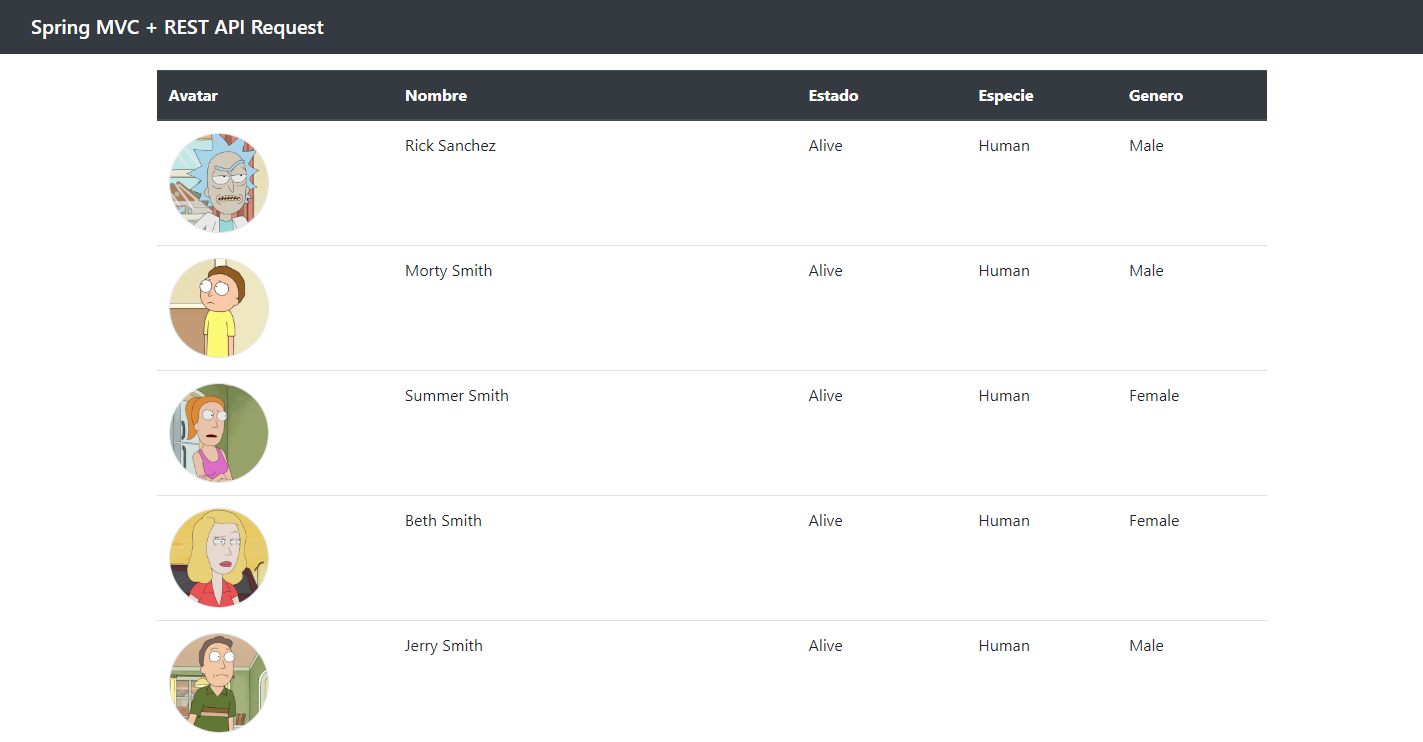 Spring MVC + REST API Request
Avatar Nombre Estado Especie Genero
Rick Sanchez Alive Human Male
Morty Smith Alive Human Male
Summer Smith Alive Human Female
Beth Smith Alive Human Female
Jerry Smith Alive Human Male